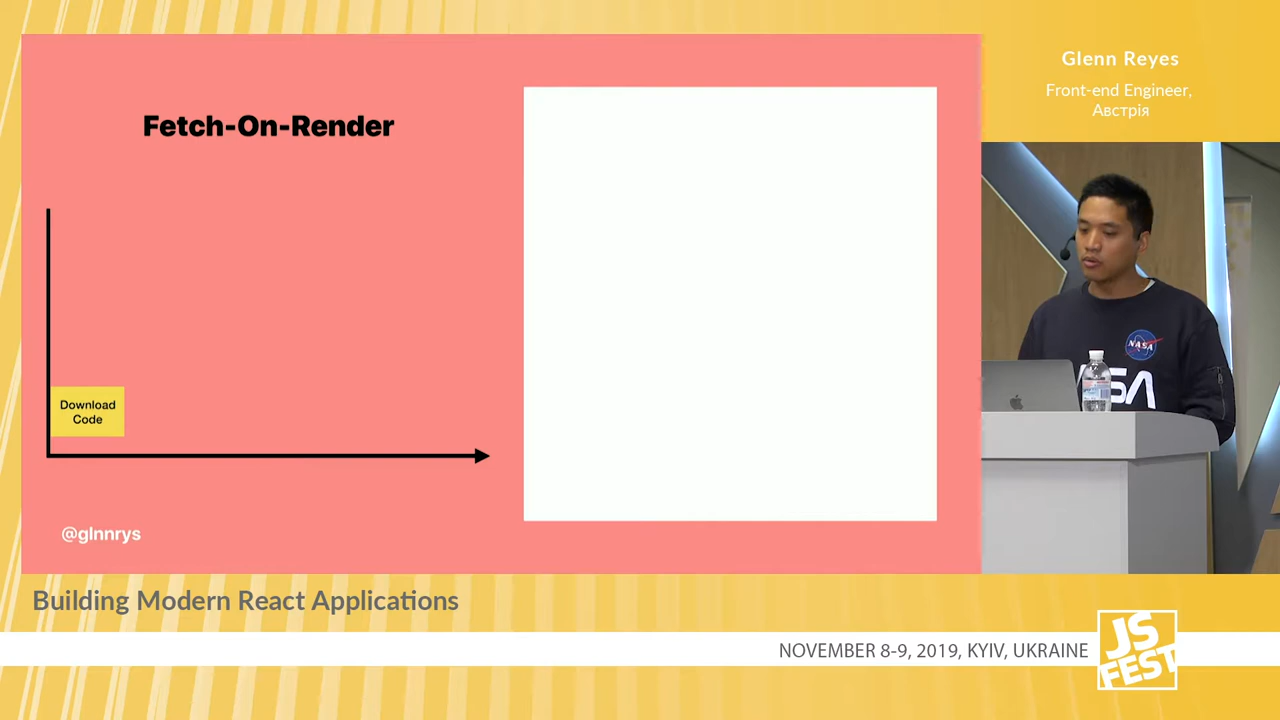 Fetch-On-Render
Download
Code
@glnnrys
Glenn Reyes
Front-end Engineer,
Австрія
NASA
Building Modern React Applications
NOVEMBER 8-9, 2019, KYIV, UKRAINE
JS
FEST